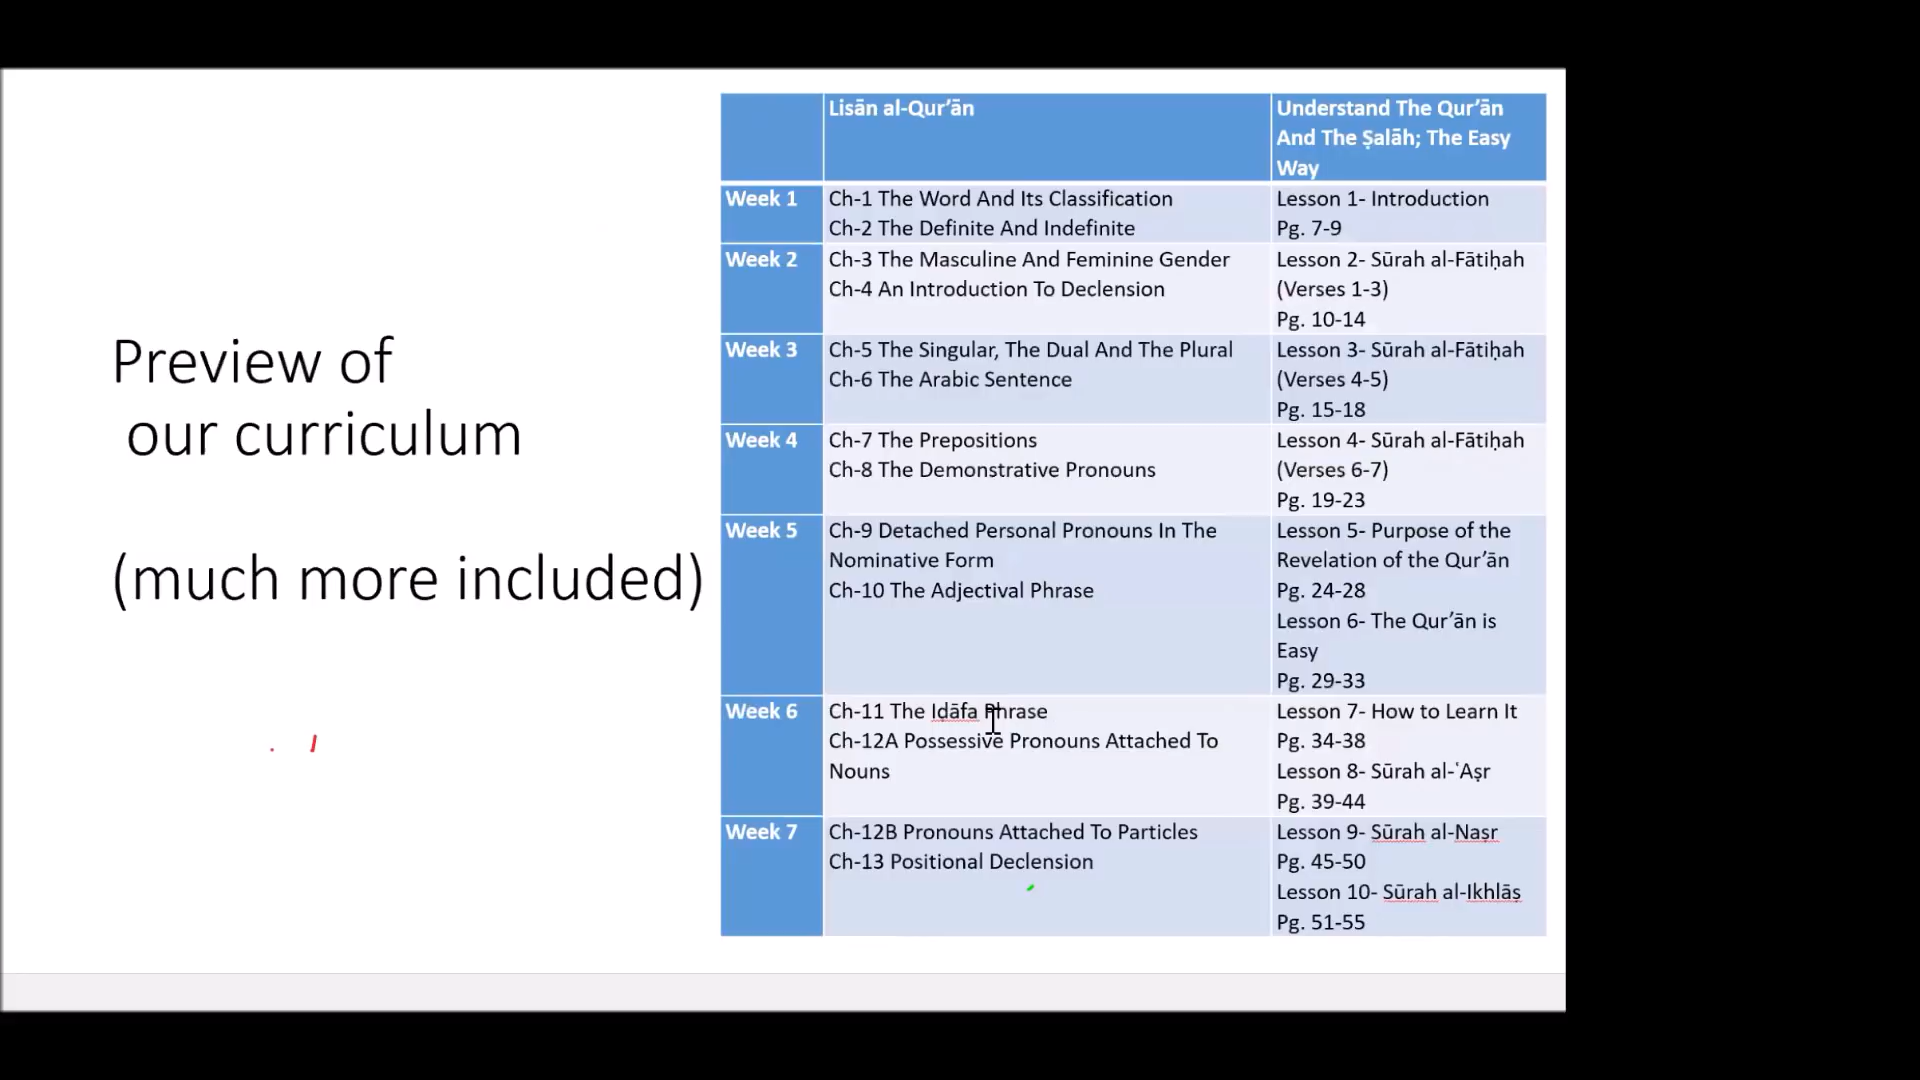 Preview of
our curriculum
(much more included)
Lisān al-Qur’ān
Understand The Qur’ān
And The Ṣalāh; The Easy
Way
Week 1
Ch-1 The Word And Its Classification
Ch-2 The Definite And Indefinite
Lesson 1- Introduction
Pg. 7-9
Week 2
Ch-3 The Masculine And Feminine Gender
Ch-4 An Introduction To Declension
Lesson 2- Sūrah al-Fātiḥah
(Verses 1-3)
Pg. 10-14
Week 3
Ch-5 The Singular, The Dual And The Plural
Ch-6 The Arabic Sentence
Lesson 3- Sūrah al-Fātiḥah
(Verses 4-5)
Pg. 15-18
Week 4
Ch-7 The Prepositions
Ch-8 The Demonstrative Pronouns
Lesson 4- Sūrah al-Fātiḥah
(Verses 6-7)
Pg. 19-23
Week 5
Ch-9 Detached Personal Pronouns In The
Nominative Form
Ch-10 The Adjectival Phrase
Lesson 5- Purpose of the
Revelation of the Qur’ān
Pg. 24-28
Lesson 6- The Qur’ān is
Easy
Pg. 29-33
Week 6
Ch-11 The Iḍāfa Phrase
Ch-12A Possessive Pronouns Attached To
Nouns
Lesson 7- How to Learn It
Pg. 34-38
Lesson 8- Sūrah al-ʿAṣr
Pg. 39-44
Week 7
Ch-12B Pronouns Attached To Particles
Ch-13 Positional Declension
Lesson 9- Sūrah al-Naṣr
Pg. 45-50
Lesson 10- Sūrah al-Ikhlāṣ
Pg. 51-55